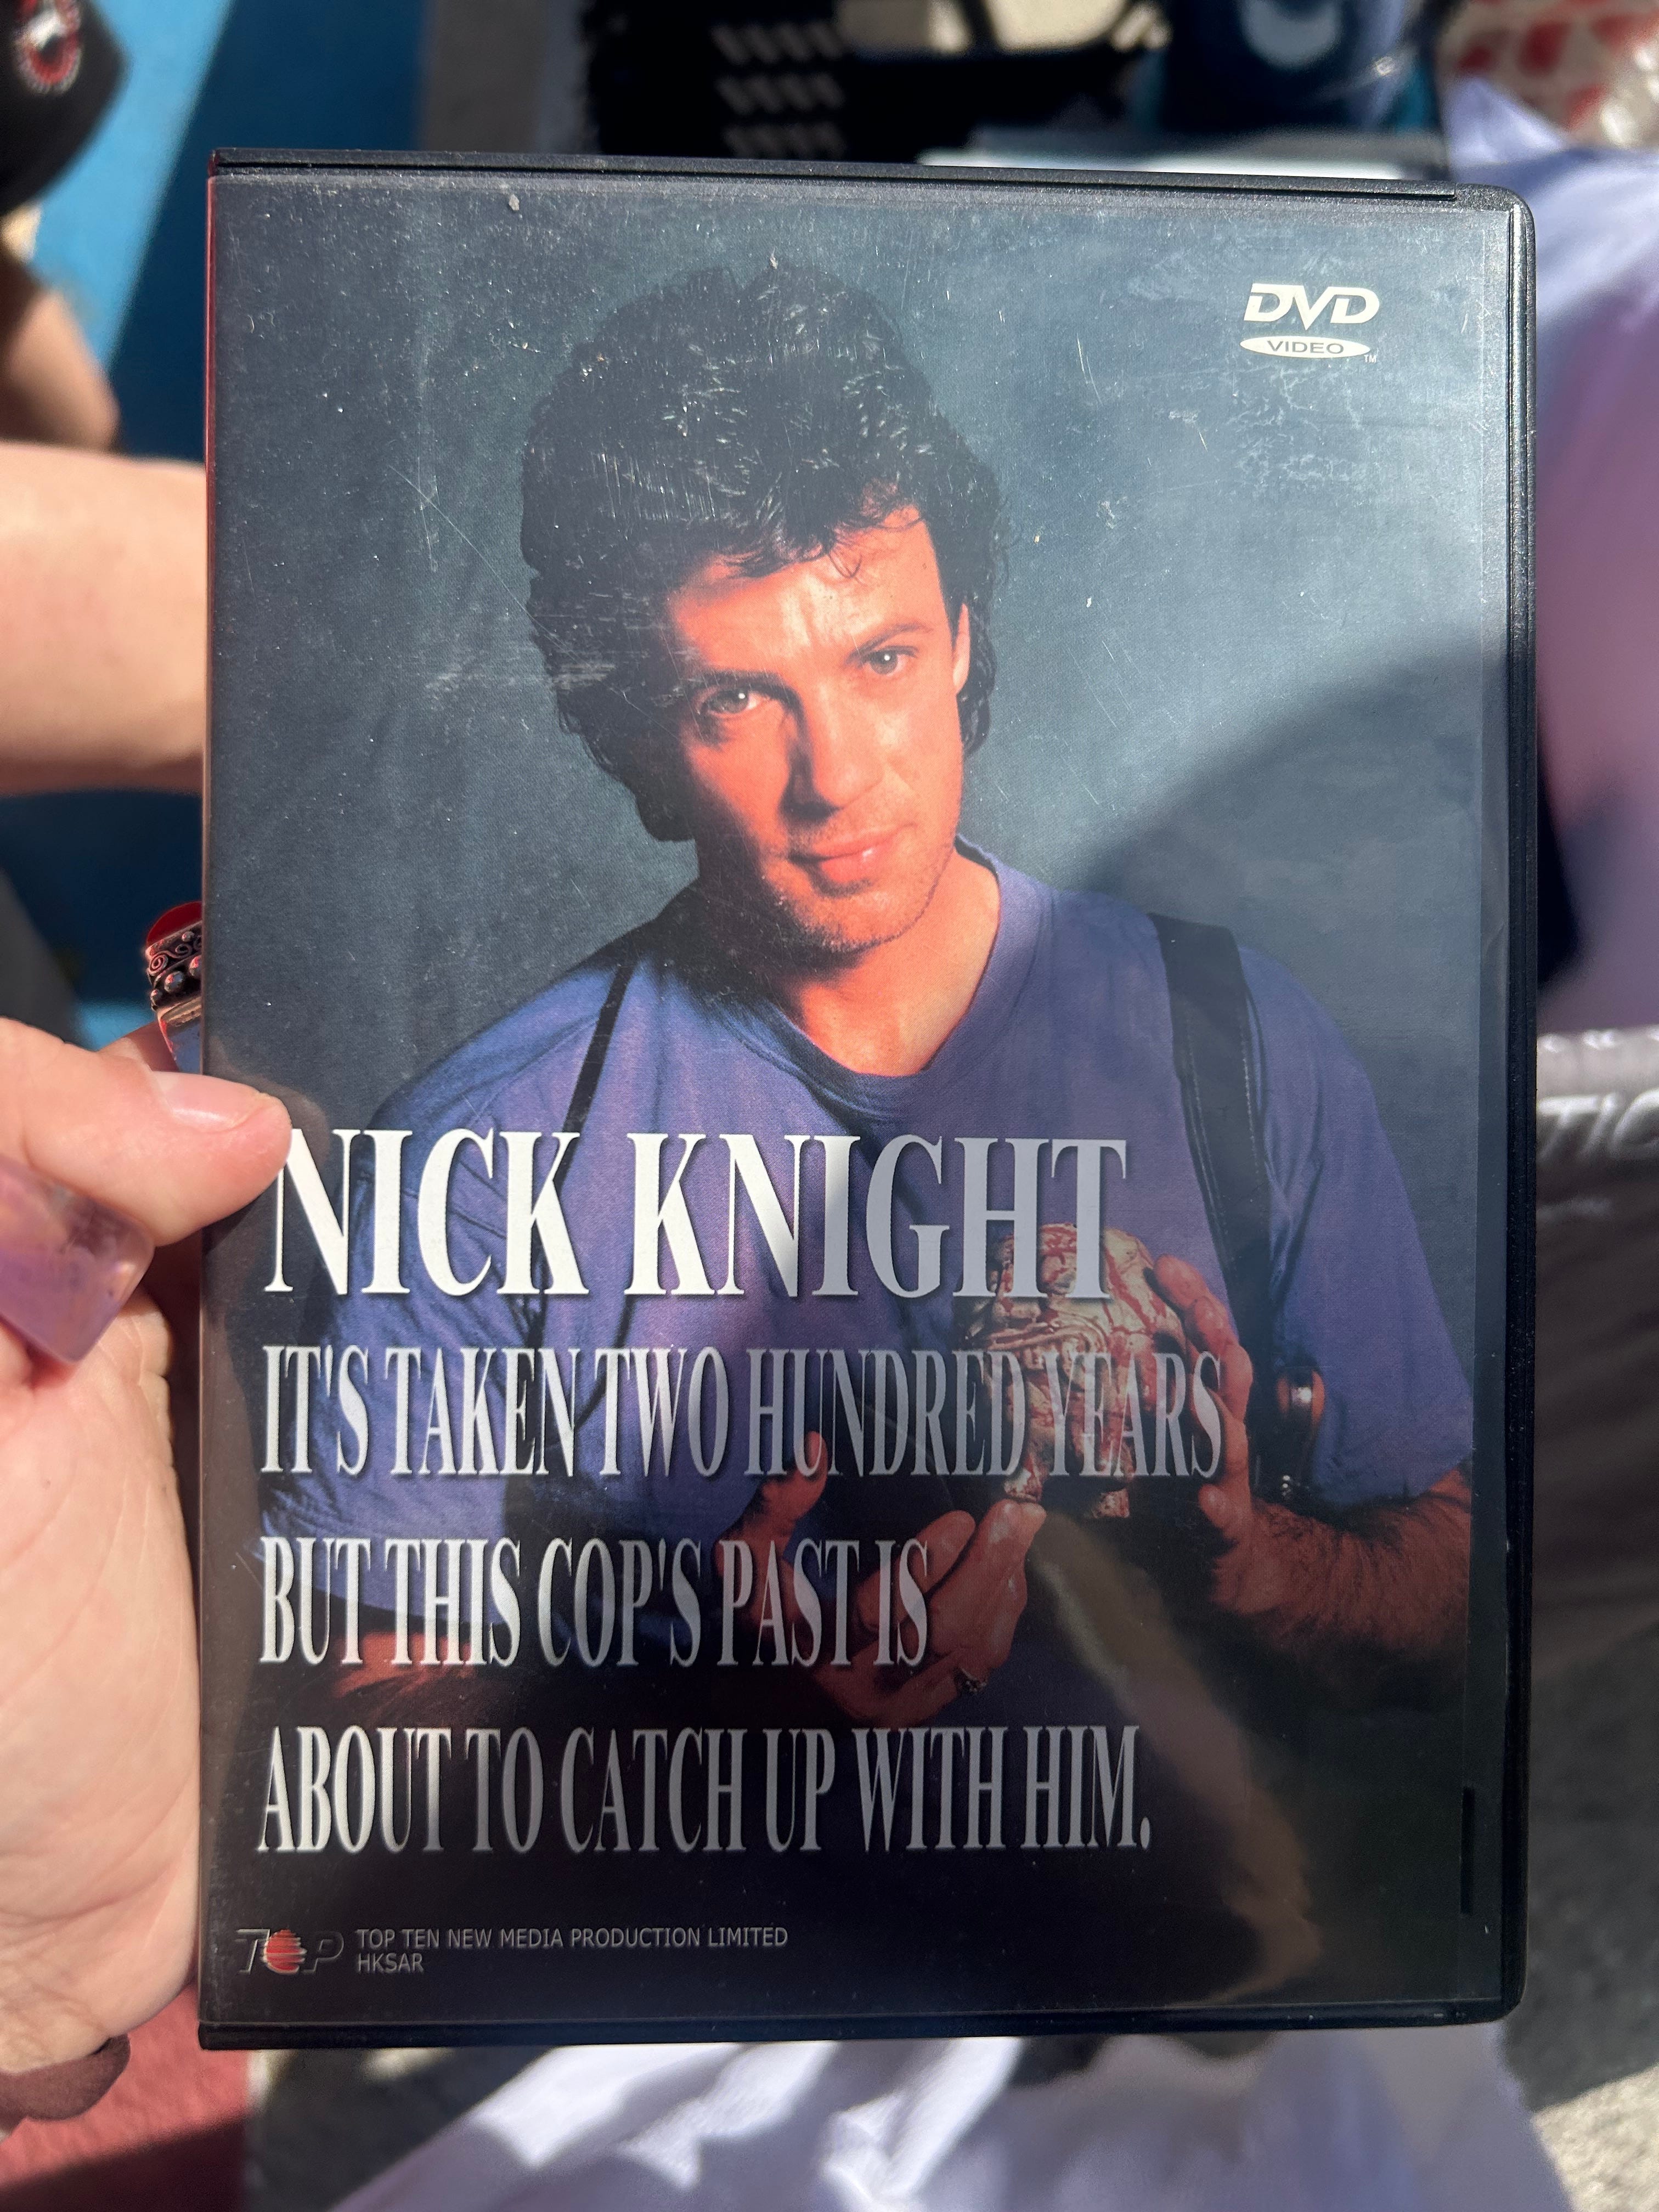 DVD
VIDEO
TM
NICK KNIGHT
IT'S TAKEN TWO HUNDRED YEARS
BUT THIS COP'S PAST IS
ABOUT TO CATCH UP WITH HIM.
TOP TOP TEN NEW MEDIA PRODUCTION LIMITED
HKSAR